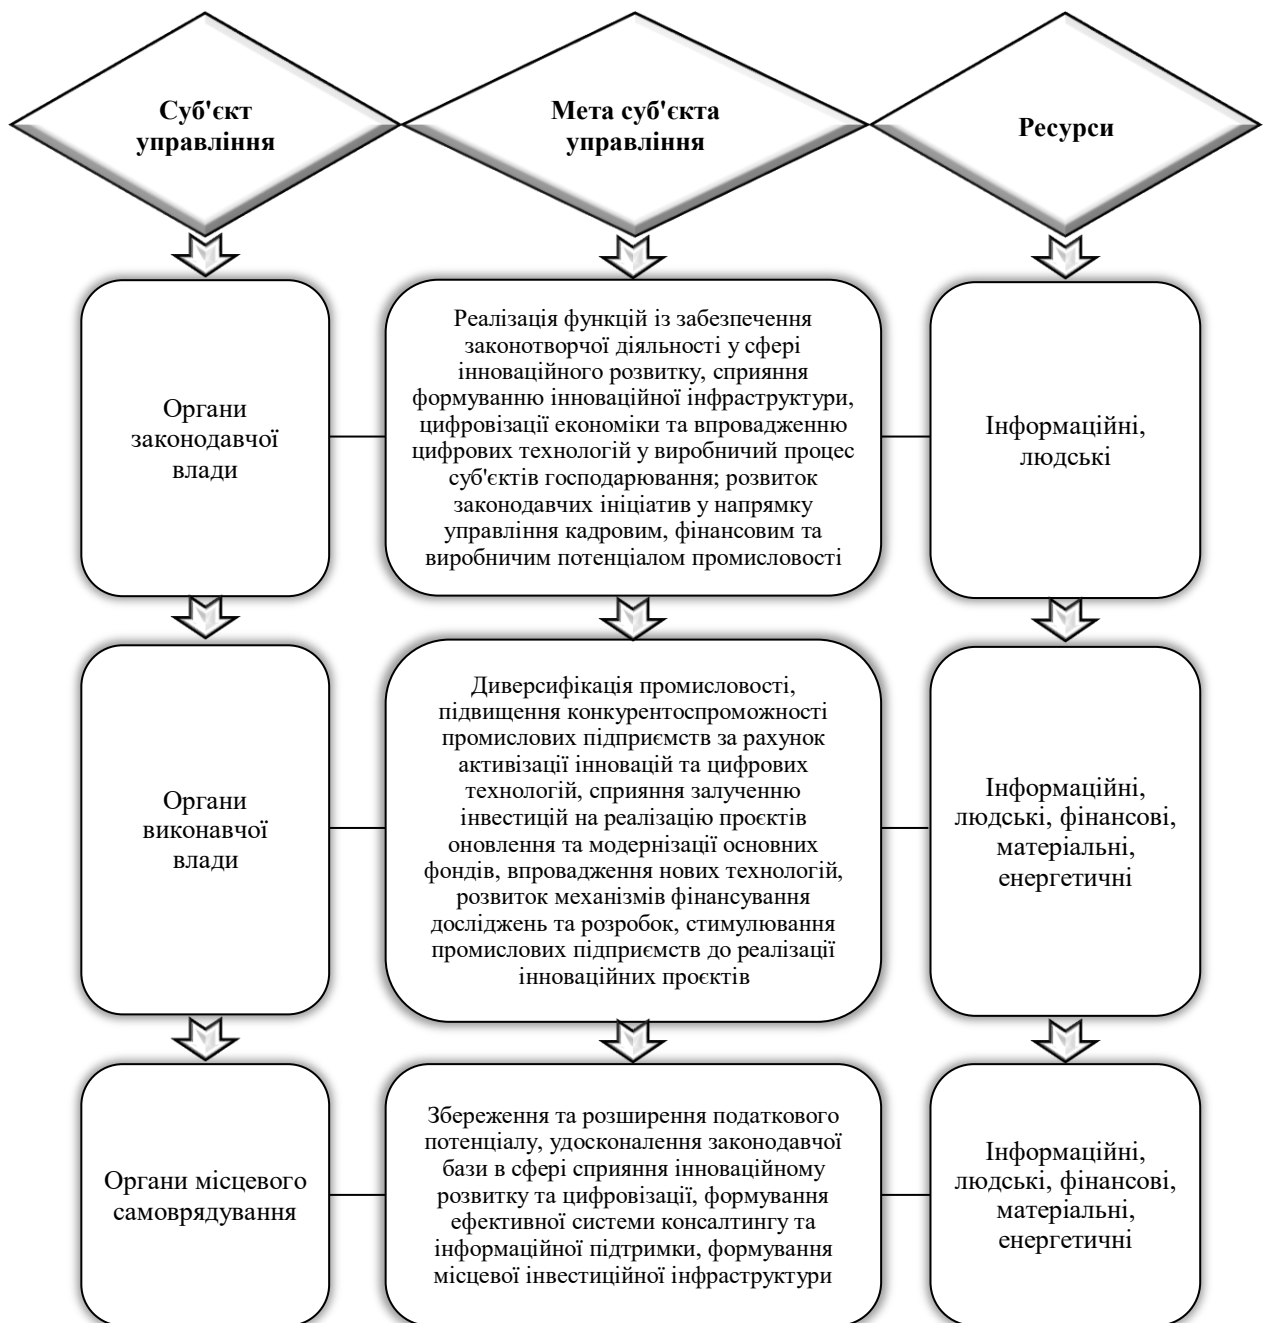 Суб'єкт
управління
Мета суб'єкта
управління
Ресурси
Органи
законодавчої
влади
Реалізація функцій із забезпечення
законотворчої діяльності у сфері
інноваційного розвитку, сприяння
формуванню інноваційної інфраструктури,
цифровізації економіки та впровадженню
цифрових технологій у виробничий процес
суб'єктів господарювання; розвиток
законодавчих ініціатив у напрямку
управління кадровим, фінансовим та
виробничим потенціалом промисловості
Інформаційні,
людські
Органи
виконавчої
влади
Диверсифікація промисловості,
підвищення конкурентоспроможності
промислових підприємств за рахунок
активізації інновацій та цифрових
технологій, сприяння залученню
інвестицій на реалізацію проєктів
оновлення та модернізації основних
фондів, впровадження нових технологій,
розвиток механізмів фінансування
досліджень та розробок, стимулювання
промислових підприємств до реалізації
інноваційних проєктів
Інформаційні,
людські, фінансові,
матеріальні,
енергетичні
Органи місцевого
самоврядування
Збереження та розширення податкового
потенціалу, удосконалення законодавчої
бази в сфері сприяння інноваційному
розвитку та цифровізації, формування
ефективної системи консалтингу та
інформаційної підтримки, формування
місцевої інвестиційної інфраструктури
Інформаційні,
людські, фінансові,
матеріальні,
енергетичні